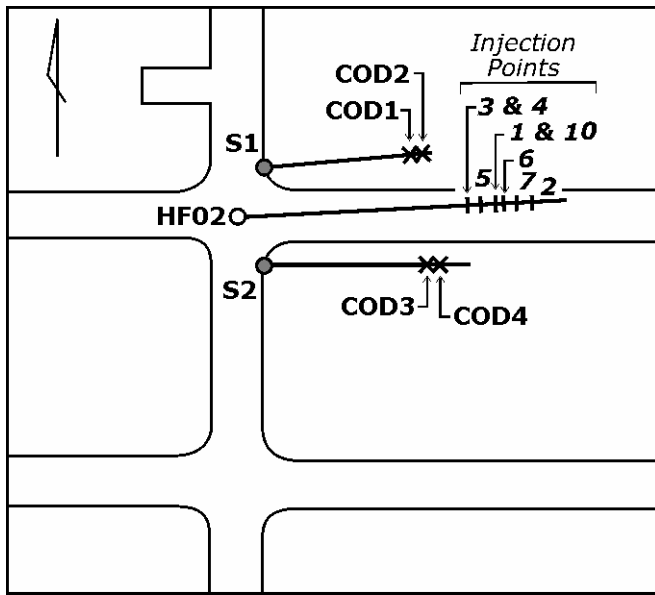 Injection
Points
COD2
COD1
3 & 4
1 & 10
S1
6
5
7
2
HF02
S2
COD3
COD4